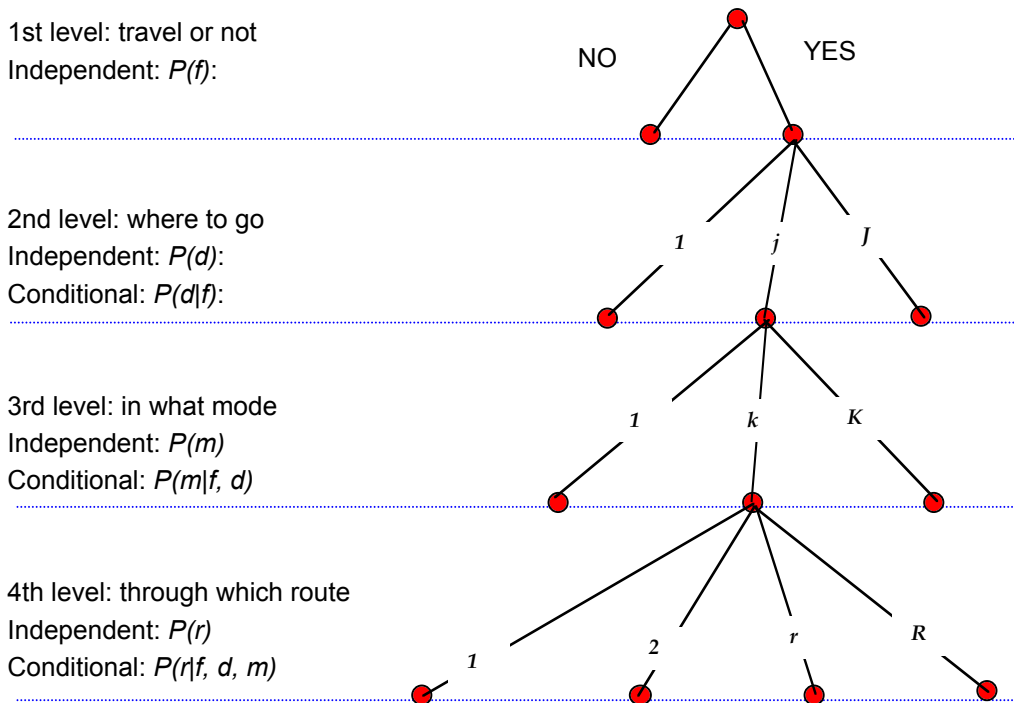 1st level: travel or not
Independent: P(f):
NO
YES
2nd level: where to go
Independent: P(d):
Conditional: P(d|f):
1
j
J
3rd level: in what mode
Independent: P(m)
Conditional: P(m|f, d)
1
k
K
4th level: through which route
Independent: P(r)
Conditional: P(r|f, d, m)
1
2
r
R